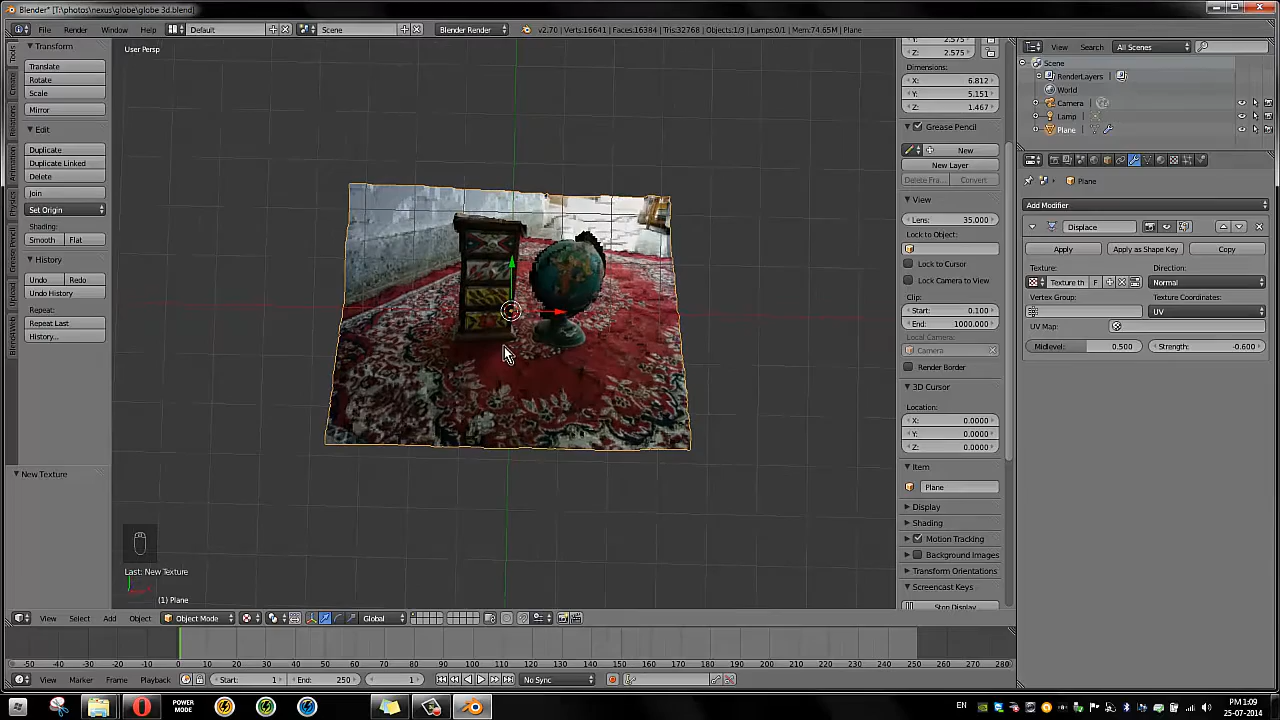 Blender* [T:\photos\nexus\globe\globe 3d.blend]
File Render Window Help Default Scene Blender Render v2.70 | Verts:16641 | Faces:16384 | Tris:32768 | Objects:1/3 | Lamps:0/1 | Mem:74.65M | Plane
Transform
Translate
Rotate
Scale
Mirror
Edit
Duplicate
Duplicate Linked
Delete
Join
Set Origin
Shading:
Smooth Flat
History
Undo Redo
Undo History
Repeat:
Repeat Last
History...
New Texture
Tools
Create
Relations
Animation
Physics
Grease Pencil
Upload
User Persp
Last: New Texture
(1) Plane
View Select Add Object Object Mode Global
Z: 2.575
Dimensions:
X: 6.812
Y: 5.151
Z: 1.467
Grease Pencil
New
New Layer
Delete Fra... Convert
View
Lens: 35.000
Lock to Object:
Lock to Cursor
Lock Camera to View
Clip:
Start: 0.100
End: 1000.000
Local Camera:
Camera
Render Border
3D Cursor
Location:
X: 0.0000
Y: 0.0000
Z: 0.0000
Item
Plane
Display
Shading
Motion Tracking
Background Images
Transform Orientations
Screencast Keys
Stop Display
View Search All Scenes
Scene
RenderLayers
World
Camera
Lamp
Plane
Plane
Add Modifier
Displace
Apply Apply as Shape Key Copy
Texture: Direction:
Texture th F Normal
Vertex Group: Texture Coordinates:
UV
UV Map:
Midlevel: 0.500 Strength: -0.600
-50 -40 -30 -20 -10 0 10 20 30 40 50 60 70 80 90 100 110 120 130 140 150 160 170 180 190 200 210 220 230 240 250 260 270 280
View Marker Frame Playback Start: 1 End: 250 1 No Sync
POWER
MODE
EN
PM 1:09
25-07-2014